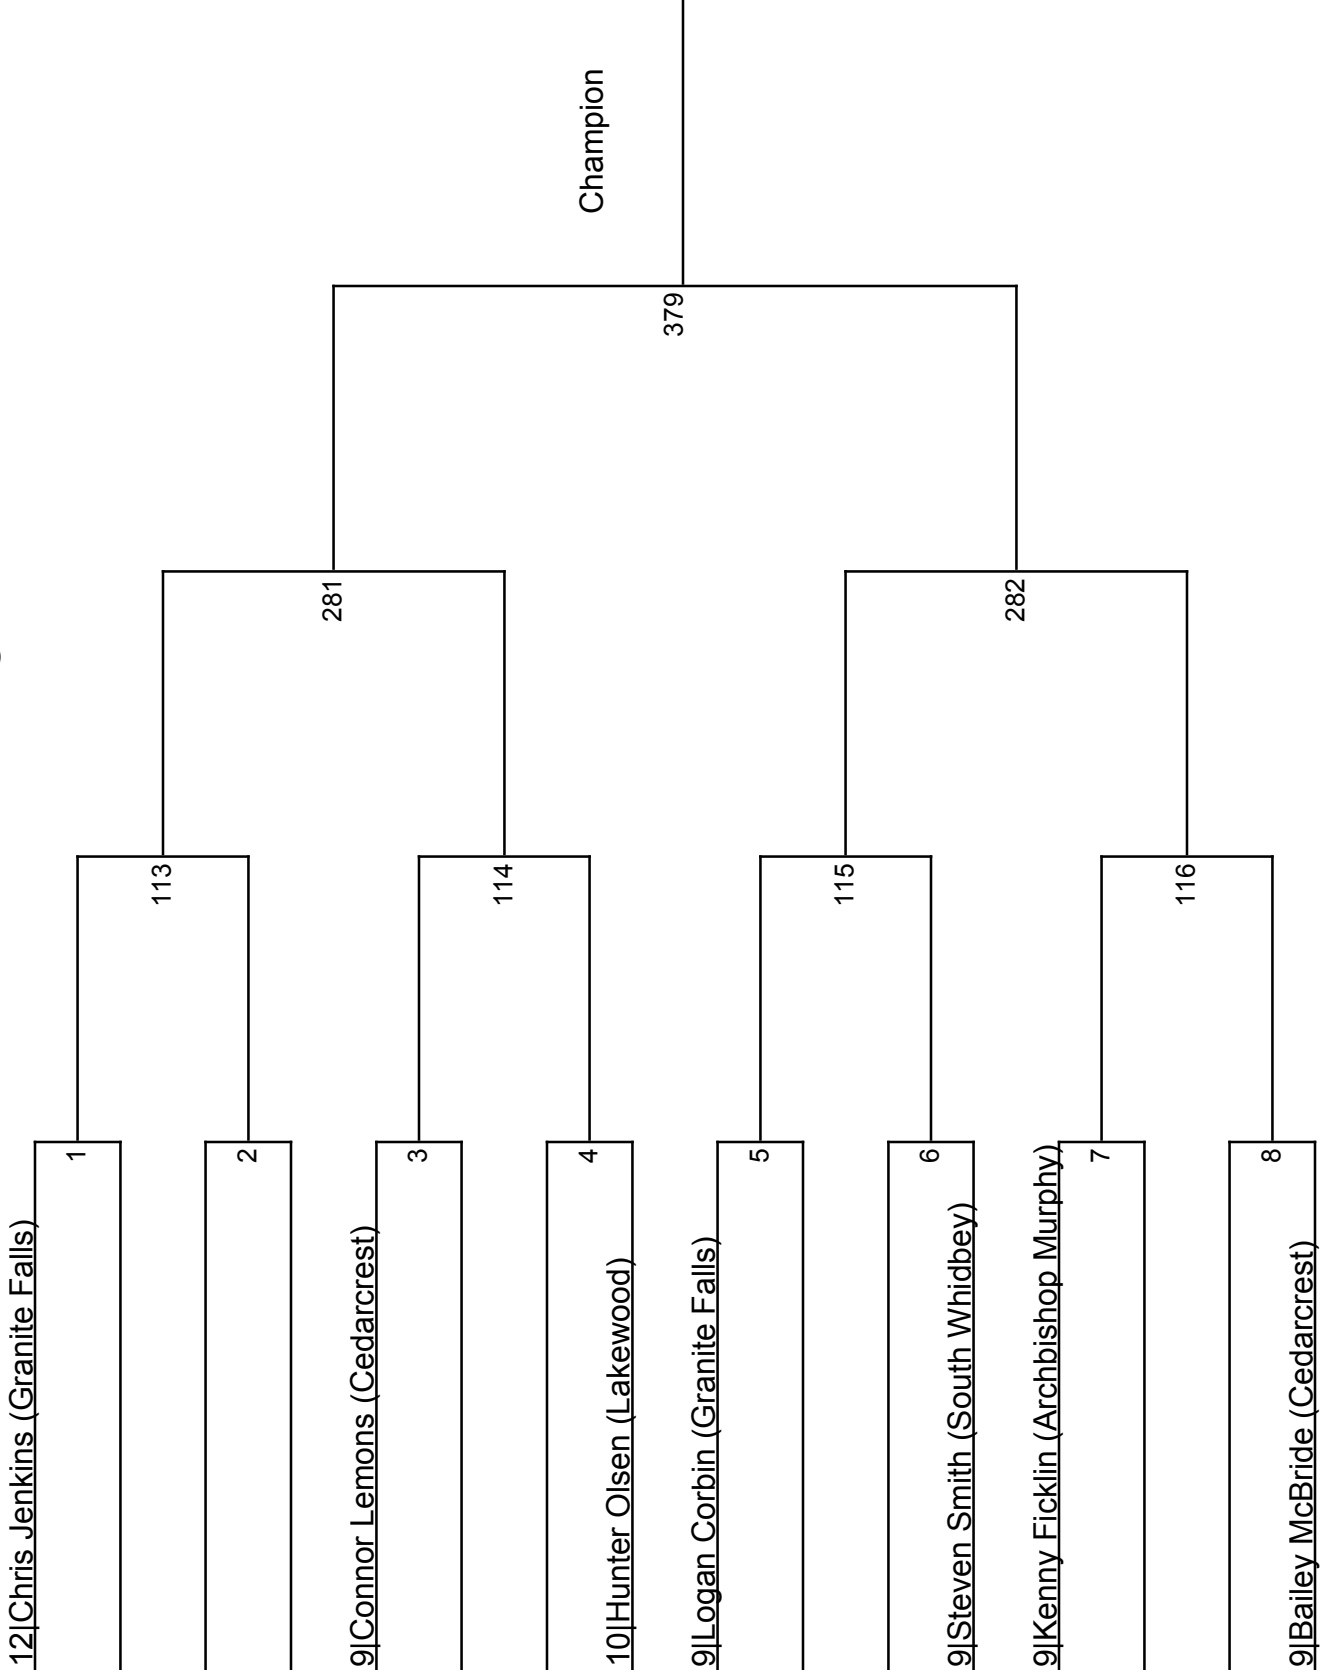 12|Chris Jenkins (Granite Falls)
1
2
9|Connor Lemons (Cedarcrest)
3
4
10|Hunter Olsen (Lakewood)
9|Logan Corbin (Granite Falls)
5
6
9|Steven Smith (South Whidbey)
9|Kenny Ficklin (Archbishop Murphy)
7
8
9|Bailey McBride (Cedarcrest)
113
114
115
116
281
282
379
Champion